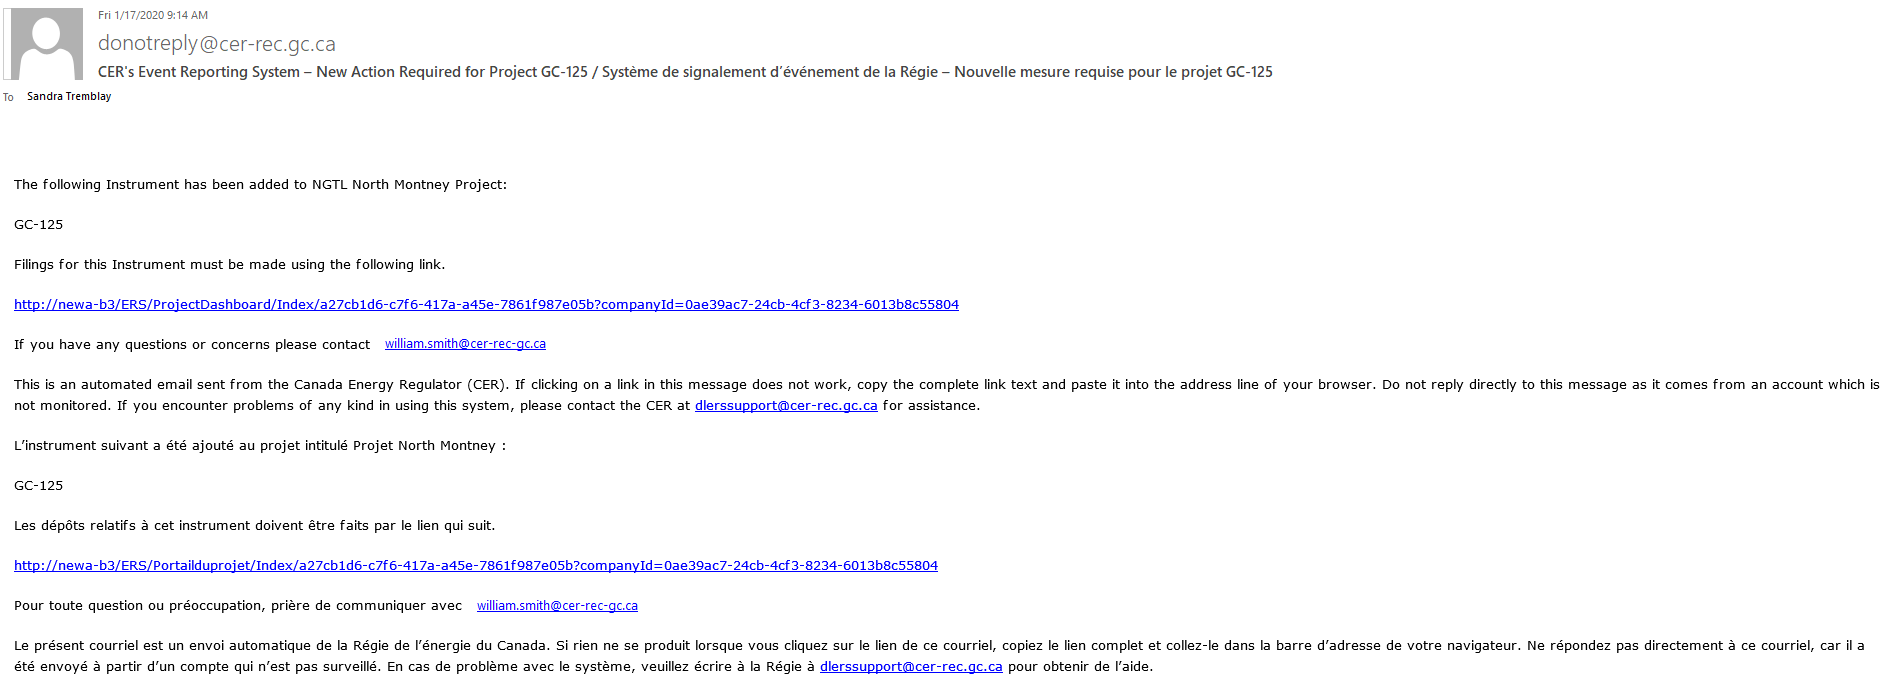 Fri 1/17/2020 9:14 AM
donotreply@cer-rec.gc.ca
CER's Event Reporting System – New Action Required for Project GC-125 / Système de signalement d’événement de la Régie – Nouvelle mesure requise pour le projet GC-125
To Sandra Tremblay
The following Instrument has been added to NGTL North Montney Project:
GC-125
Filings for this Instrument must be made using the following link.
http://newa-b3/ERS/ProjectDashboard/Index/a27cb1d6-c7f6-417a-a45e-7861f987e05b?companyId=0ae39ac7-24cb-4cf3-8234-6013b8c55804
If you have any questions or concerns please contact william.smith@cer-rec-gc.ca
This is an automated email sent from the Canada Energy Regulator (CER). If clicking on a link in this message does not work, copy the complete link text and paste it into the address line of your browser. Do not reply directly to this message as it comes from an account which is
not monitored. If you encounter problems of any kind in using this system, please contact the CER at dlerssupport@cer-rec.gc.ca for assistance.
L’instrument suivant a été ajouté au projet intitulé Projet North Montney :
GC-125
Les dépôts relatifs à cet instrument doivent être faits par le lien qui suit.
http://newa-b3/ERS/Portailduprojet/Index/a27cb1d6-c7f6-417a-a45e-7861f987e05b?companyId=0ae39ac7-24cb-4cf3-8234-6013b8c55804
Pour toute question ou préoccupation, prière de communiquer avec william.smith@cer-rec-gc.ca
Le présent courriel est un envoi automatique de la Régie de l’énergie du Canada. Si rien ne se produit lorsque vous cliquez sur le lien de ce courriel, copiez le lien complet et collez-le dans la barre d’adresse de votre navigateur. Ne répondez pas directement à ce courriel, car il a
été envoyé à partir d’un compte qui n’est pas surveillé. En cas de problème avec le système, veuillez écrire à la Régie à dlerssupport@cer-rec.gc.ca pour obtenir de l’aide.